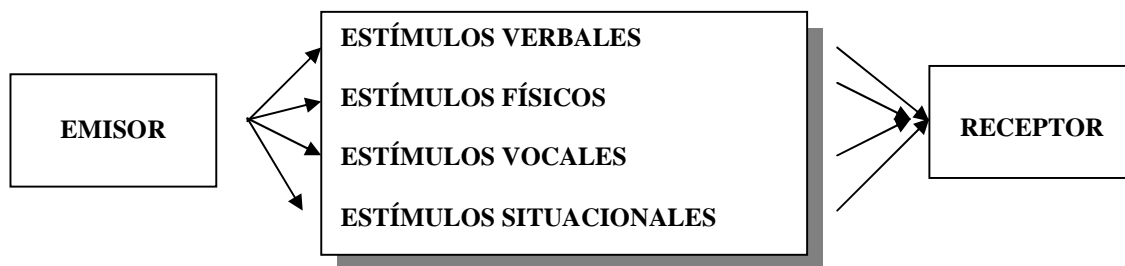 EMISOR
ESTÍMULOS VERBALES
ESTÍMULOS FÍSICOS
ESTÍMULOS VOCALES
ESTÍMULOS SITUACIONALES
RECEPTOR